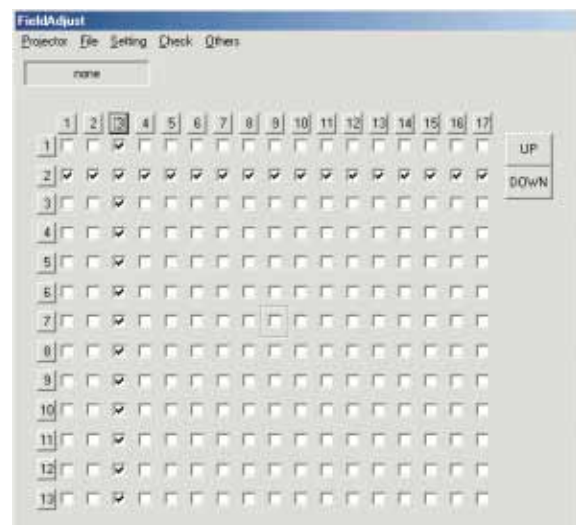 FieldAdjust
Projector File Setting Check Others
none
1 2 3 4 5 6 7 8 9 10 11 12 13 14 15 16 17
1 UP
2 DOWN
3
4
5
6
7
8
9
10
11
12
13